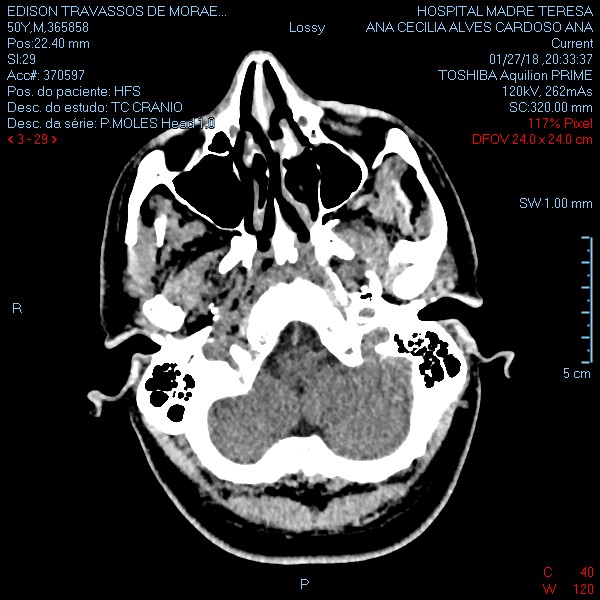 EDISON TRAVASSOS DE MORAE...
50Y,M,365858
Pos:22.40 mm
SI:29
Acc#: 370597
Pos. do paciente: HFS
Desc. do estudo: TC CRANIO
Desc. da série: P.MOLES Head 1.0
< 3 - 29 >
Lossy
HOSPITAL MADRE TERESA
ANA CECILIA ALVES CARDOSO ANA
Current
01/27/18 ,20:33:37
TOSHIBA Aquilion PRIME
120kV, 262mAs
SC:320.00 mm
117% Pixel
DFOV 24.0 x 24.0 cm
SW 1.00 mm
R
5 cm
P
C 40
W 120